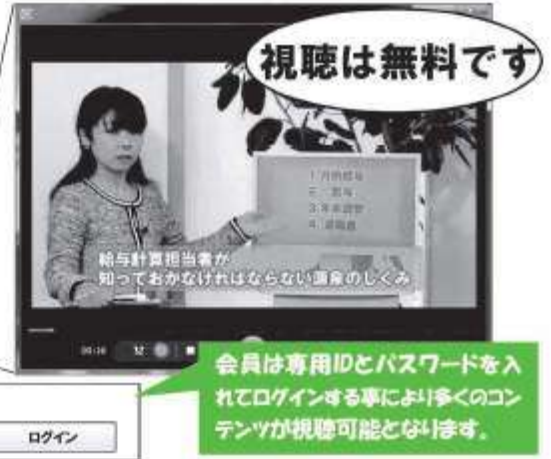 視聴は無料です
1.月例給与
2.賞与
3.年末調整
4.退職者
給与計算担当者が
知っておかなければならない源泉のしくみ
00:16
会員は専用IDとパスワードを入
れてログインする事により多くのコン
テンツが視聴可能となります。
ログイン